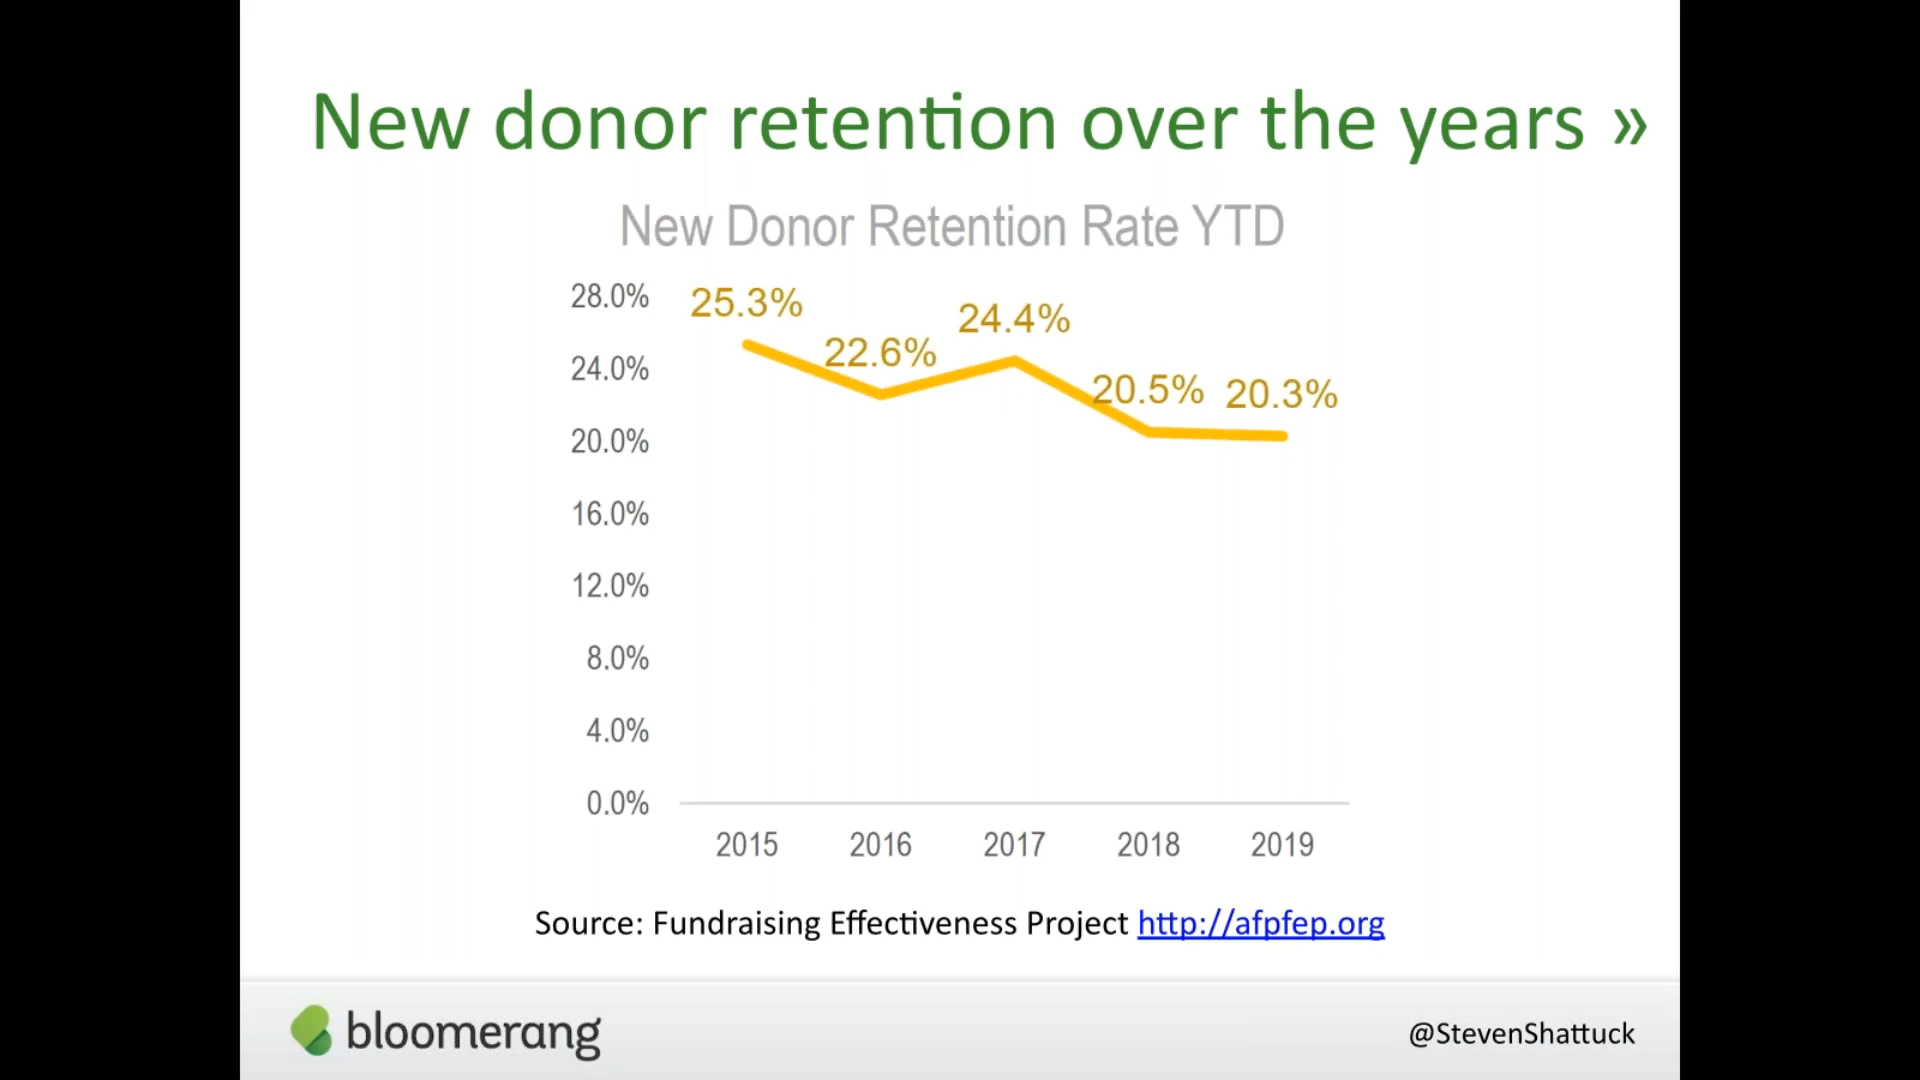 New donor retention over the years »
New Donor Retention Rate YTD
28.0%
24.0%
20.0%
16.0%
12.0%
8.0%
4.0%
0.0%
25.3%
22.6%
24.4%
20.5%
20.3%
2015 2016 2017 2018 2019
Source: Fundraising Effectiveness Project http://afpfep.org
bloomerang
@StevenShattuck